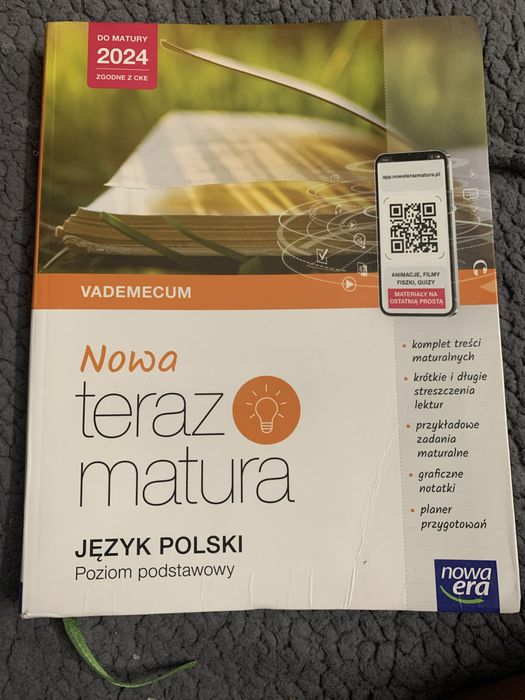 DO MATURY
2024
ZGODNE Z CKE
app.nowaterazmatura.pl
ANIMACJE, FILMY
FISZKI, QUIZY
MATERIAŁY NA
OSTATNIĄ PROSTĄ
VADEMECUM
Nowa
teraz
matura
JĘZYK POLSKI
Poziom podstawowy
• komplet treści
maturalnych
• krótkie i długie
streszczenia
lektur
• przykładowe
zadania
maturalne
• graficzne
notatki
• planer
przygotowań
nowa
era